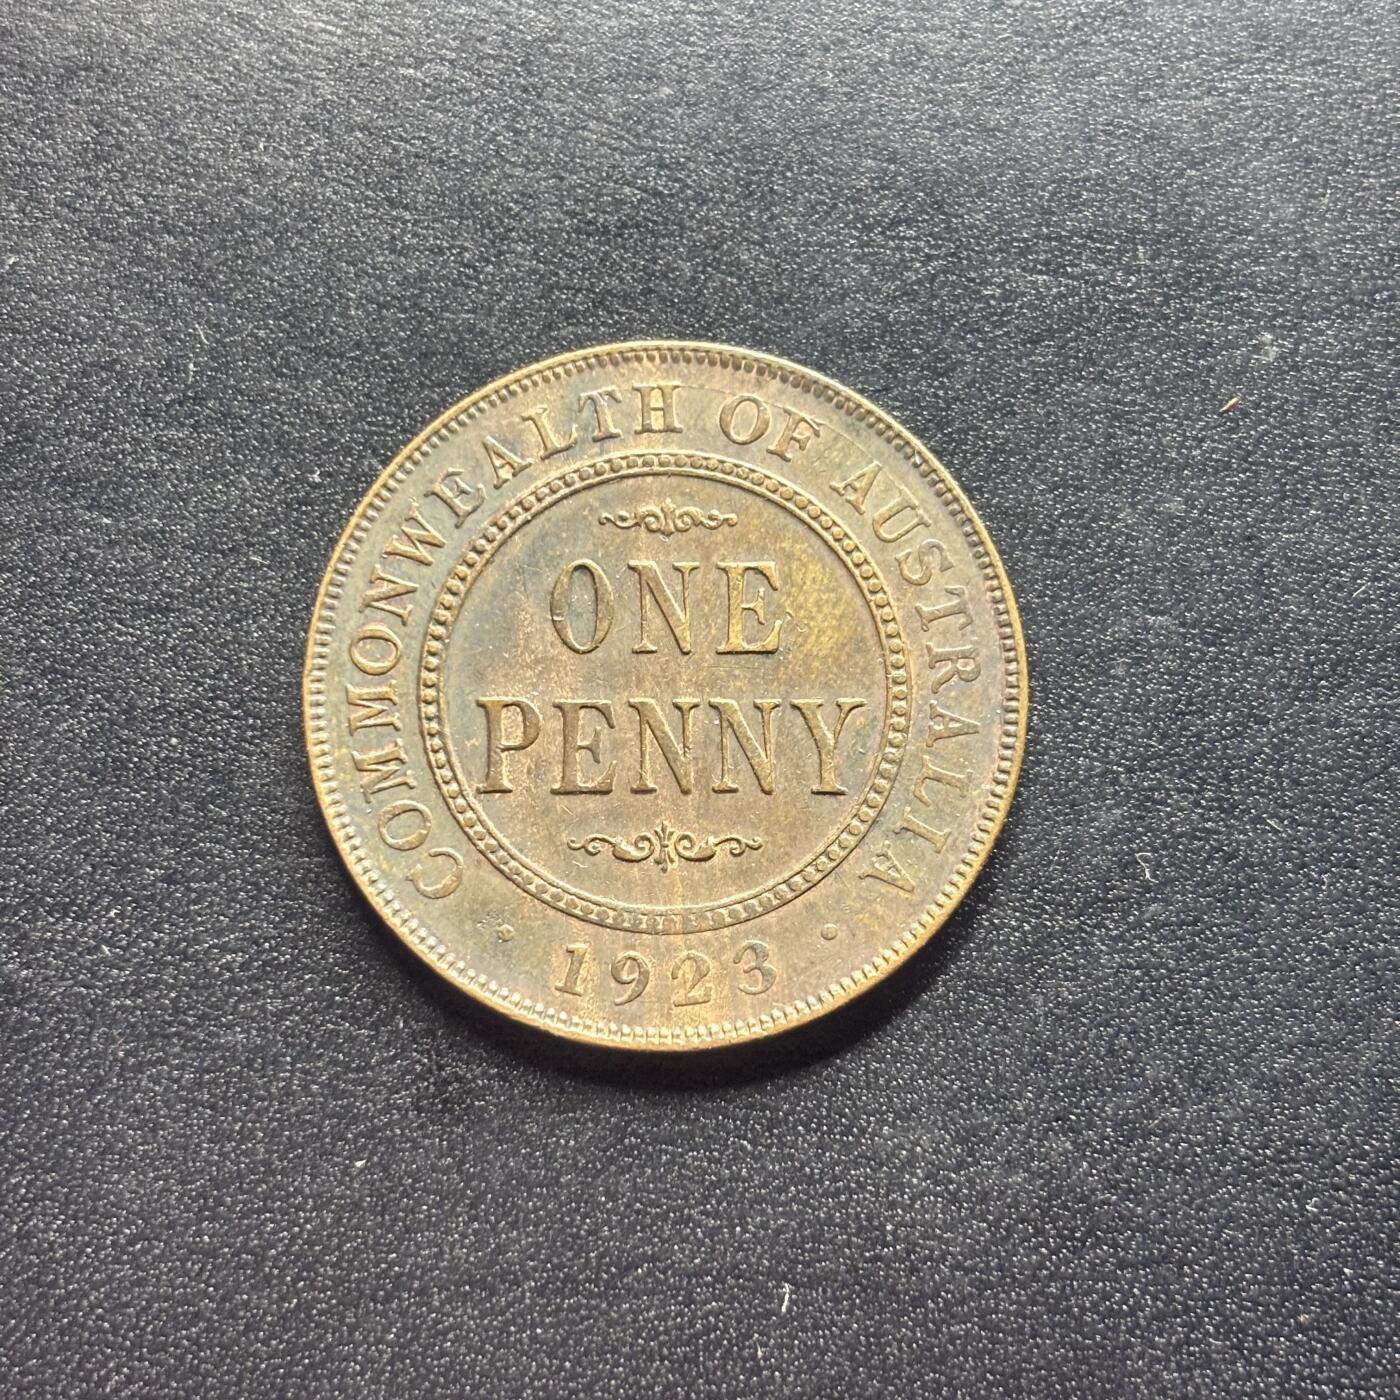 COMMONWEALTH OF AUSTRALIA
ONE
PENNY
· 1923 ·